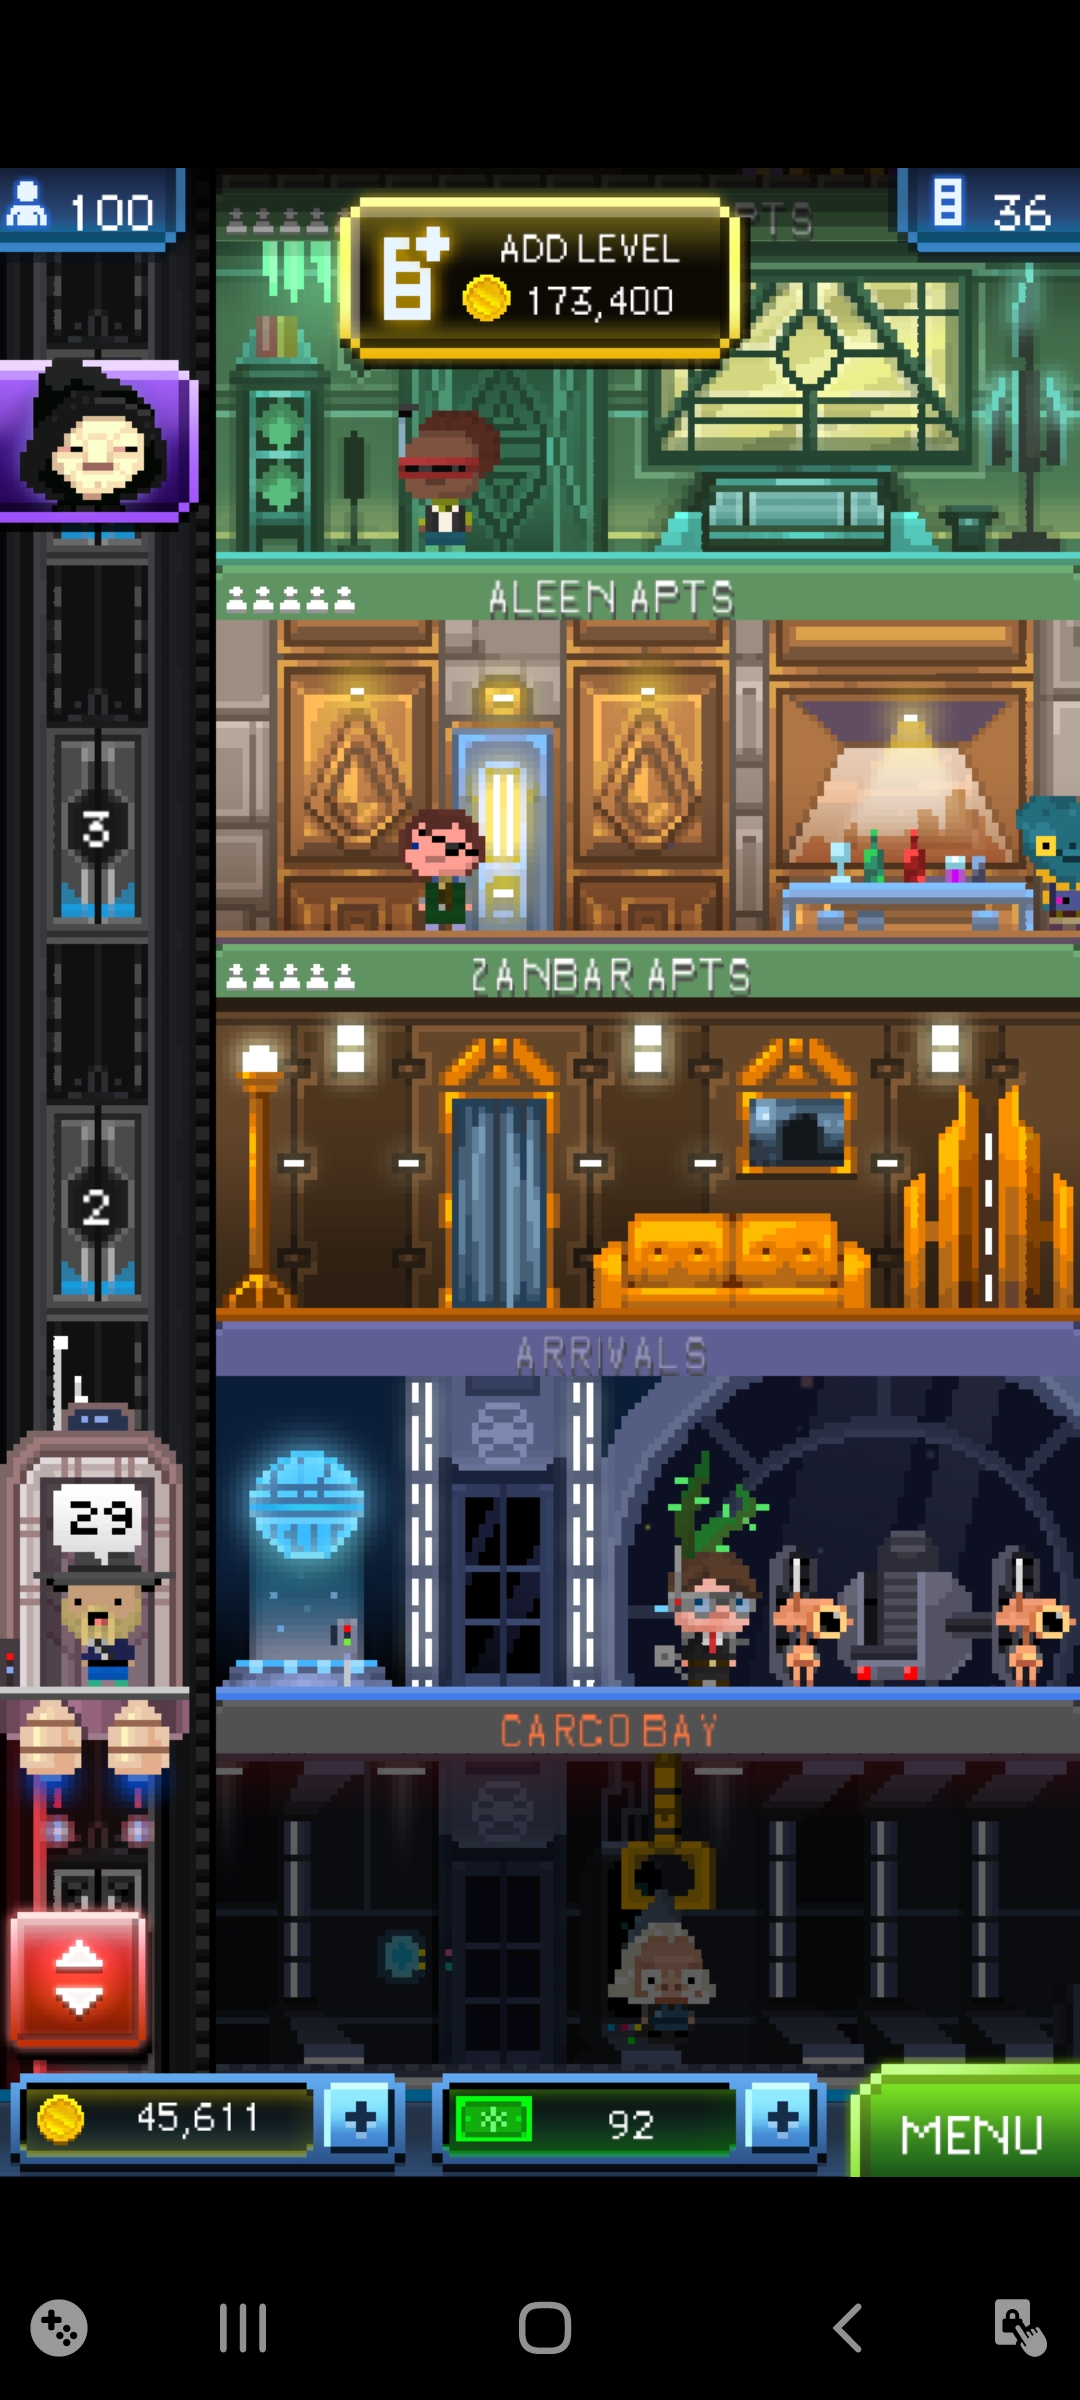 100
PTS
36
ADD LEVEL
173,400
ALEEN APTS
3
ZANBAR APTS
2
ARRIVALS
29
CARGO BAY
45,611
92
MENU